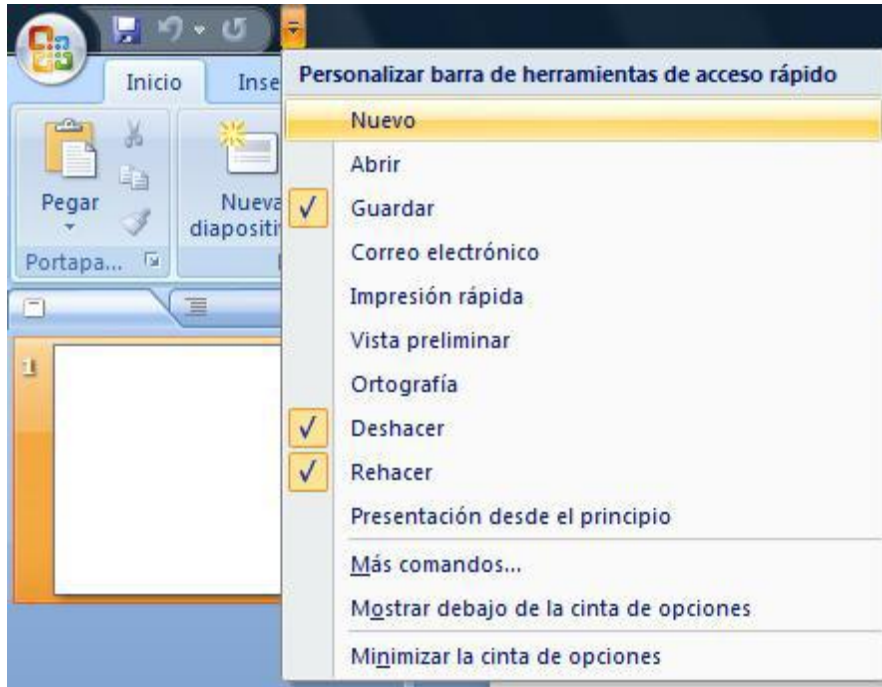 Inicio
Inse
Pegar
Nueva
diapositi
Portapa...
1
Personalizar barra de herramientas de acceso rápido
Nuevo
Abrir
Guardar
Correo electrónico
Impresión rápida
Vista preliminar
Ortografía
Deshacer
Rehacer
Presentación desde el principio
Más comandos...
Mostrar debajo de la cinta de opciones
Minimizar la cinta de opciones